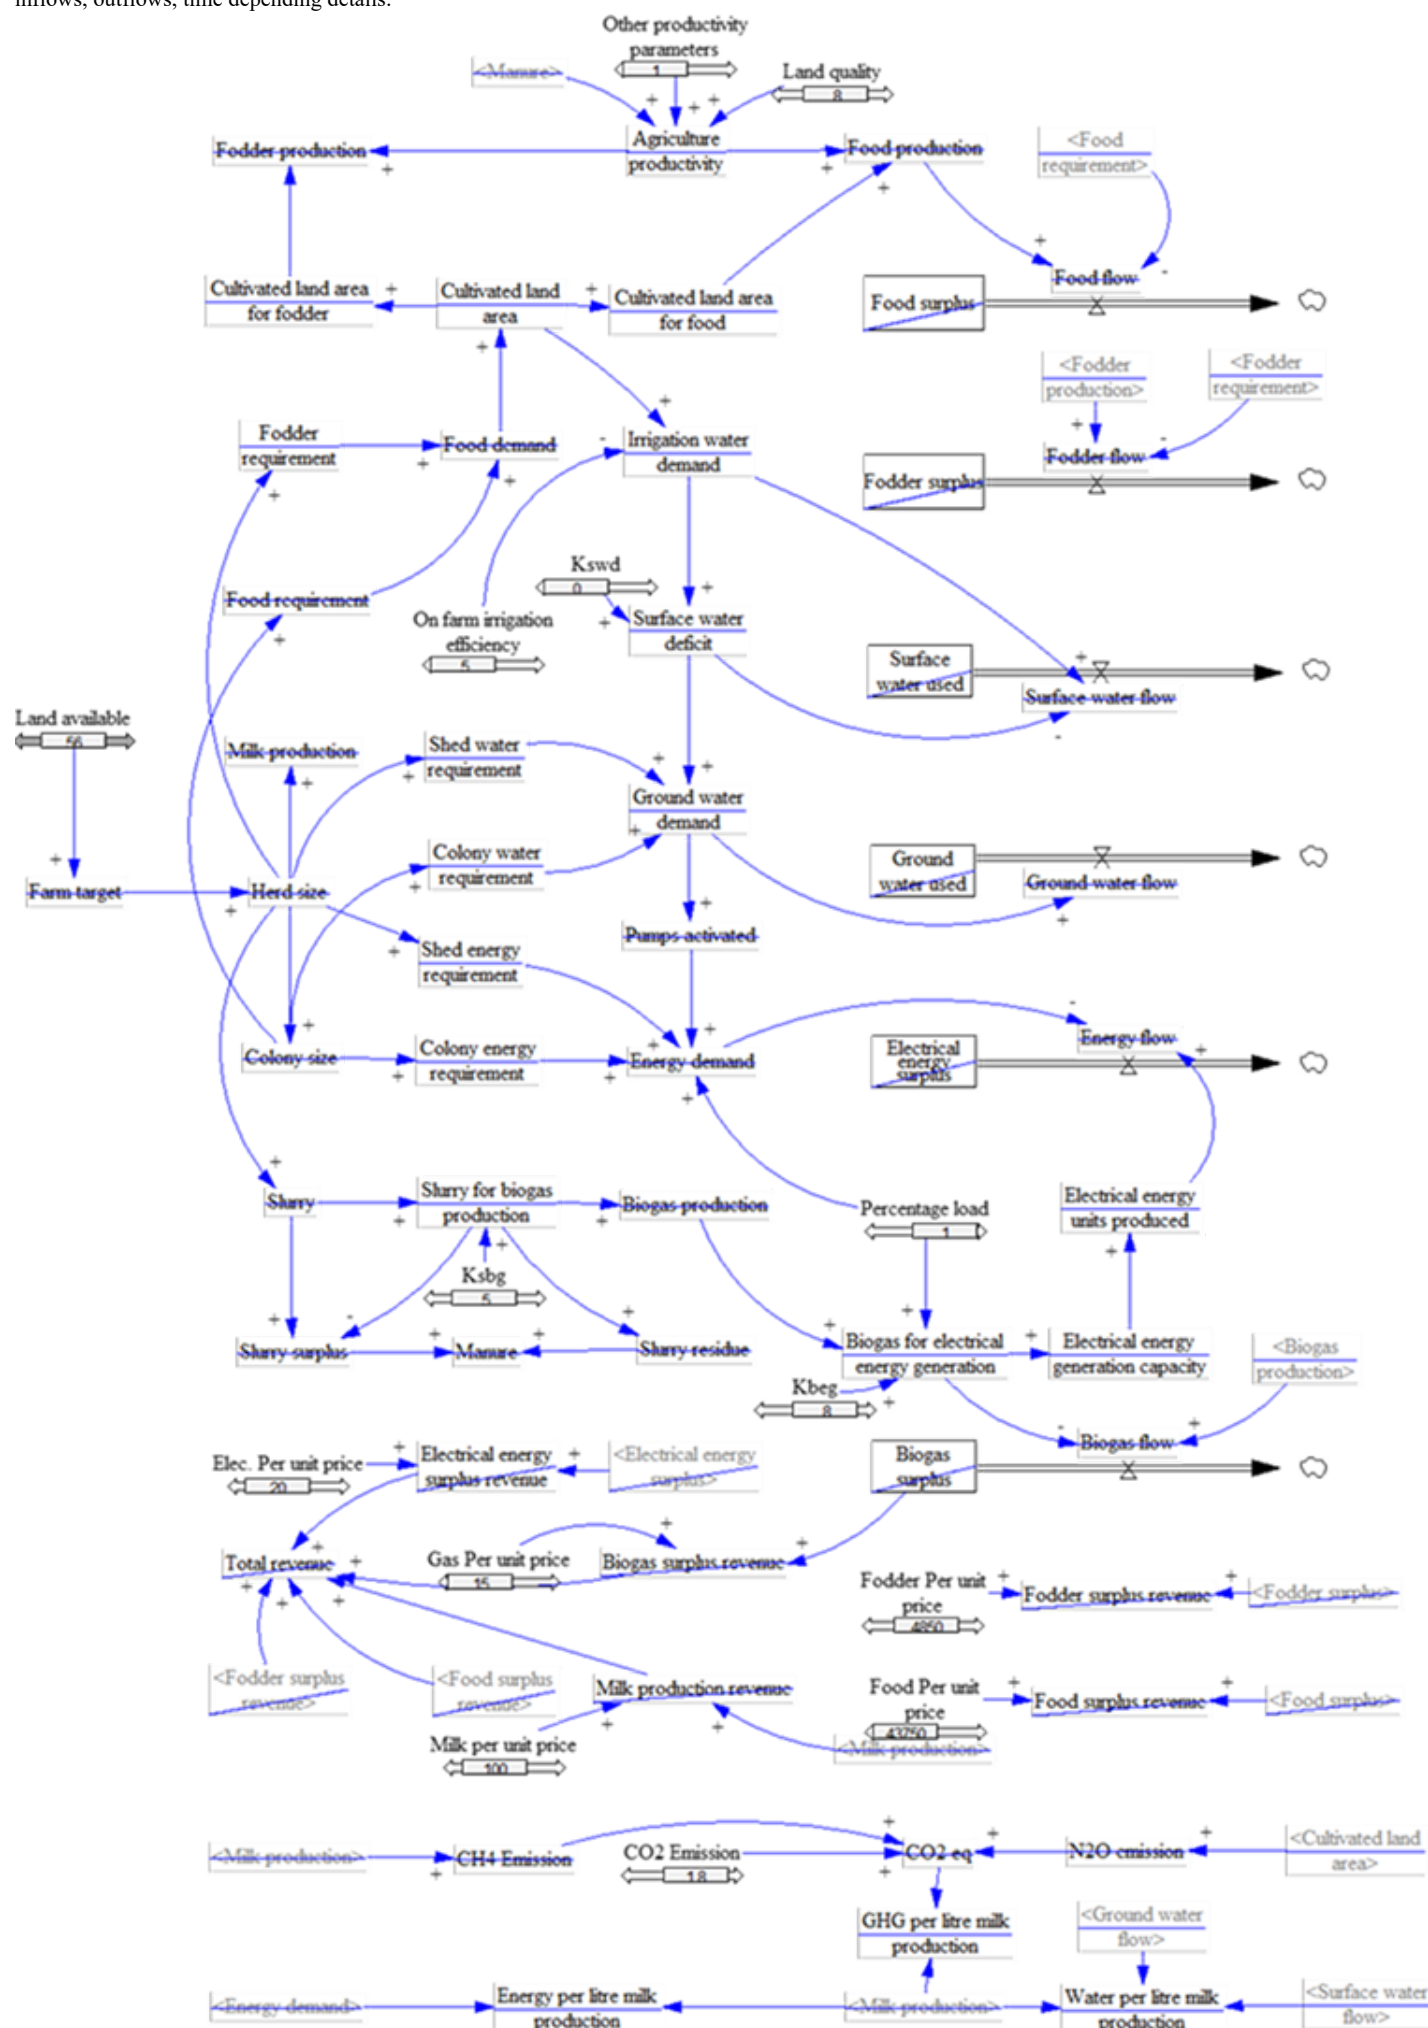 inflows, outflows, time depending details.
Other productivity
parameters
1
<Manure>
Land quality
8
Agriculture
productivity
Fodder production
Food production
<Food
requirement>
Food flow
Cultivated land area
for fodder
Cultivated land
area
Cultivated land area
for food
Food surplus
<Fodder
production>
<Fodder
requirement>
Fodder
requirement
Food demand
Irrigation water
demand
Fodder flow
Fodder surplus
Kswd
0
Food requirement
On farm irrigation
efficiency
5
Surface water
deficit
Surface
water used
Surface water flow
Land available
56
Milk production
Shed water
requirement
Ground water
demand
Colony water
requirement
Ground
water used
Ground water flow
Farm target
Herd size
Pumps activated
Shed energy
requirement
Colony size
Colony energy
requirement
Energy demand
Electrical
energy
surplus
Energy flow
Slurry
Slurry for biogas
production
Biogas production
Percentage load
1
Electrical energy
units produced
Ksbg
5
Slurry surplus
Manure
Slurry residue
Biogas for electrical
energy generation
Electrical energy
generation capacity
<Biogas
production>
Kbeg
8
Biogas flow
Elec. Per unit price
20
Electrical energy
surplus revenue
<Electrical energy
surplus>
Biogas
surplus
Total revenue
Gas Per unit price
15
Biogas surplus revenue
Fodder Per unit
price
4850
Fodder surplus revenue
<Fodder surplus>
<Fodder surplus
revenue>
<Food surplus
revenue>
Milk production revenue
Food Per unit
price
43750
Food surplus revenue
<Food surplus>
Milk per unit price
100
<Milk production>
<Milk production>
CH4 Emission
CO2 Emission
1.8
CO2 eq
N2O emission
<Cultivated land
area>
GHG per litre milk
production
<Ground water
flow>
<Energy demand>
Energy per litre milk
production
<Milk production>
Water per litre milk
production
<Surface water
flow>